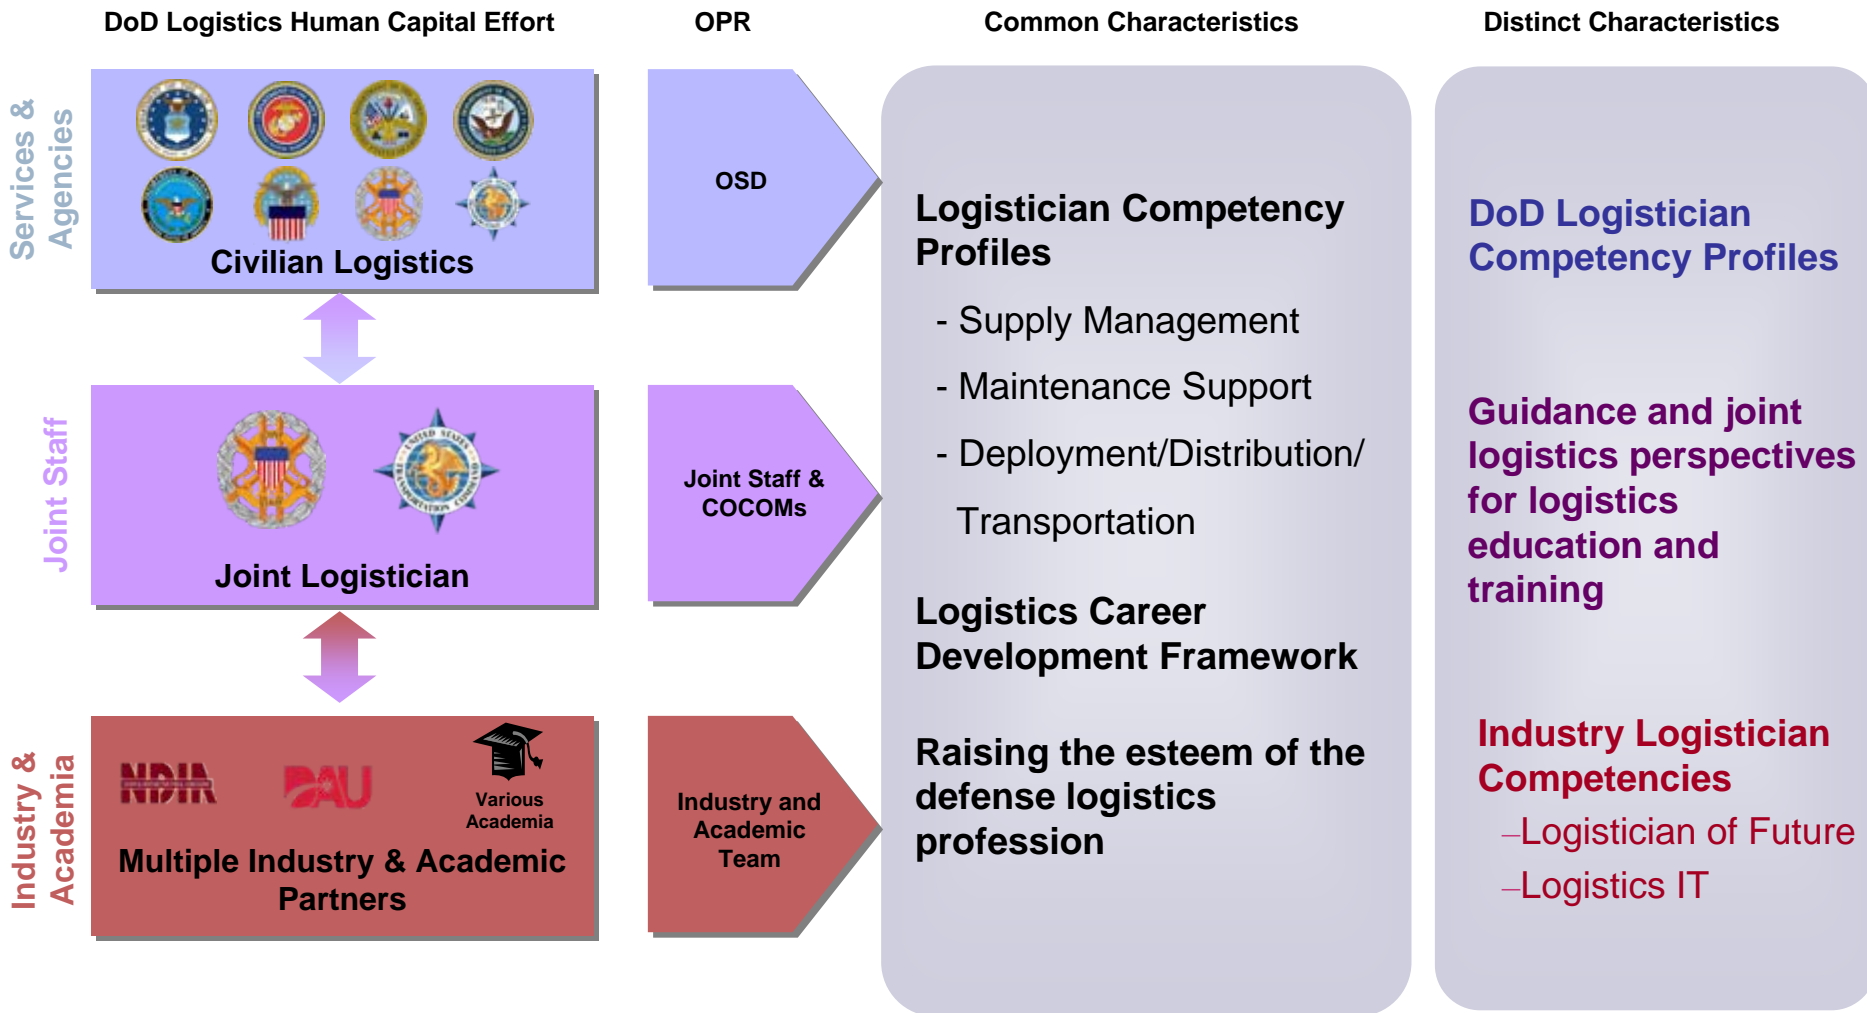 DoD Logistics Human Capital Effort
OPR
Common Characteristics
Distinct Characteristics
Services &
Agencies
Civilian Logistics
OSD
Joint Staff
UNITED STATES
TRANSPORTATION COMMAND
Joint Logistician
Joint Staff &
COCOMs
Industry &
Academia
NDIA
DAU
Various
Academia
Multiple Industry & Academic
Partners
Industry and
Academic
Team
Logistician Competency
Profiles
- Supply Management
- Maintenance Support
- Deployment/Distribution/
Transportation
Logistics Career
Development Framework
Raising the esteem of the
defense logistics
profession
DoD Logistician
Competency Profiles
Guidance and joint
logistics perspectives
for logistics
education and
training
Industry Logistician
Competencies
–Logistician of Future
–Logistics IT